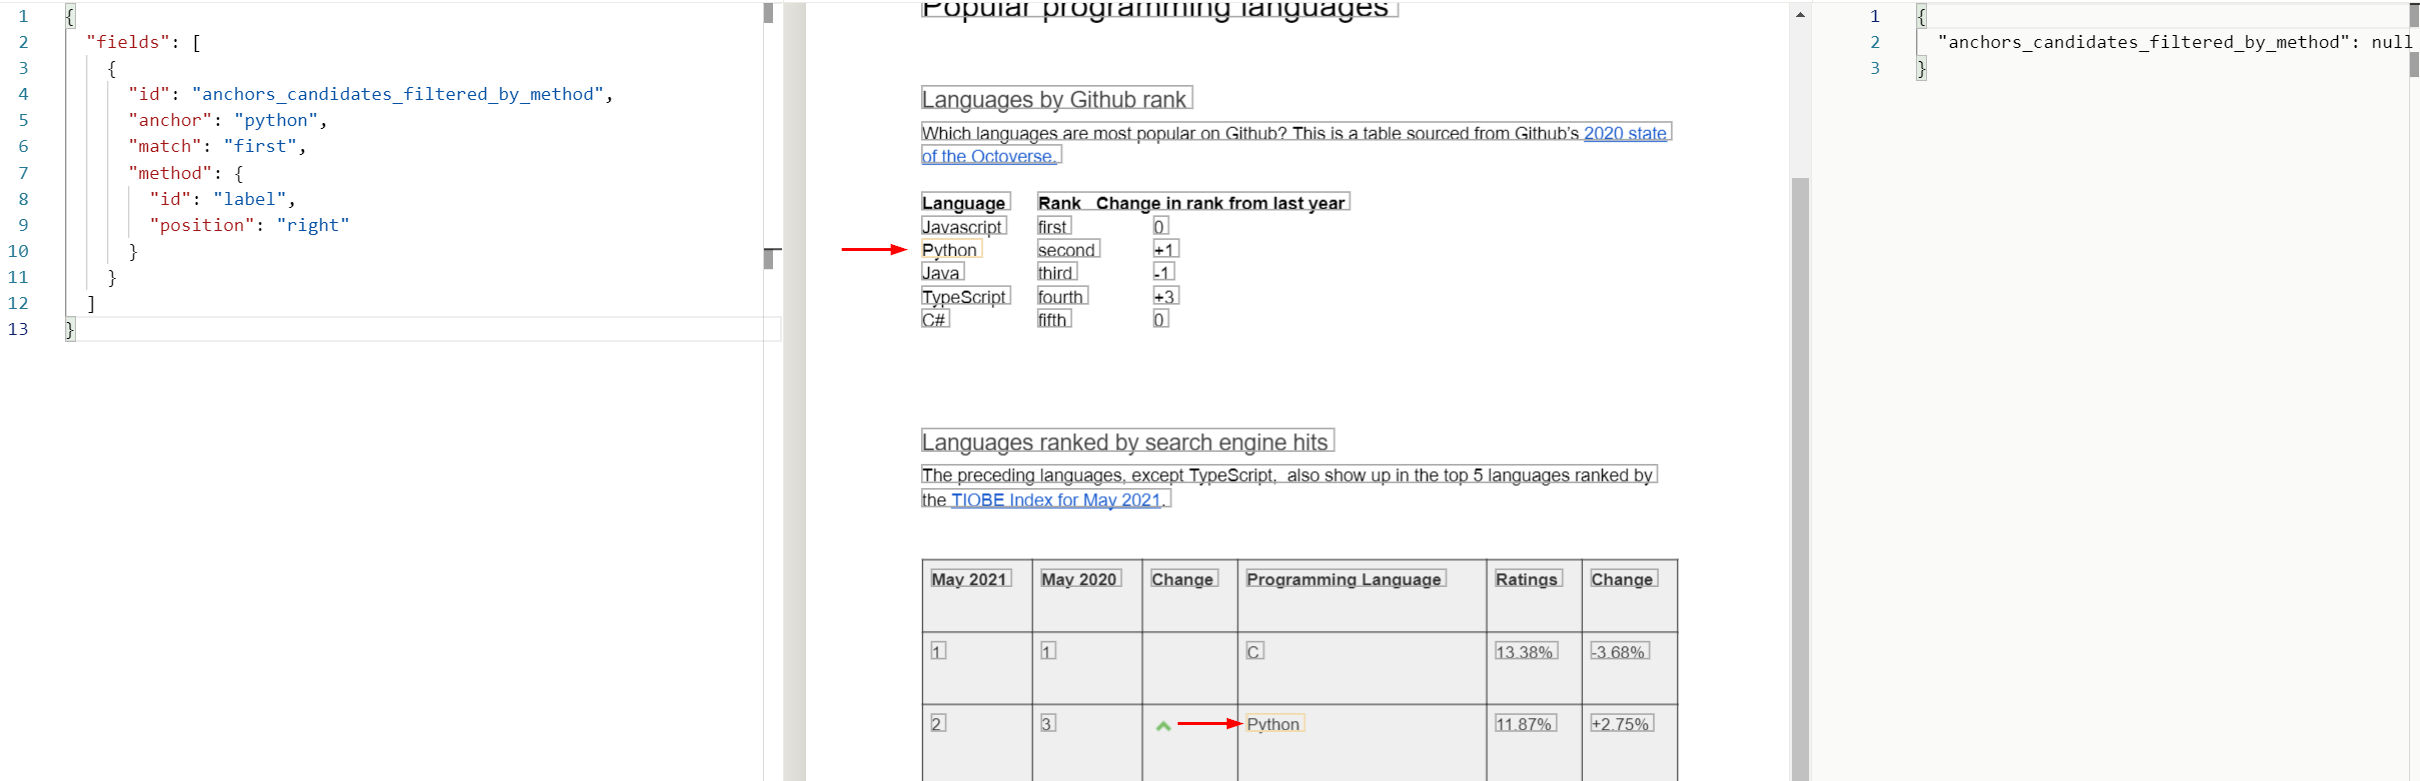 1 {
2 "fields": [
3 {
4 "id": "anchors_candidates_filtered_by_method",
5 "anchor": "python",
6 "match": "first",
7 "method": {
8 "id": "label",
9 "position": "right"
10 }
11 }
12 ]
13 }
Popular programming languages
Languages by Github rank
Which languages are most popular on Github? This is a table sourced from Github's 2020 state
of the Octoverse.
Language Rank Change in rank from last year
Javascript first 0
Python second +1
Java third -1
TypeScript fourth +3
C# fifth 0
Languages ranked by search engine hits
The preceding languages, except TypeScript, also show up in the top 5 languages ranked by
the TIOBE Index for May 2021.
May 2021 May 2020 Change Programming Language Ratings Change
1 1 C 13.38% -3.68%
2 3 Python 11.87% +2.75%
1 {
2 "anchors_candidates_filtered_by_method": null
3 }